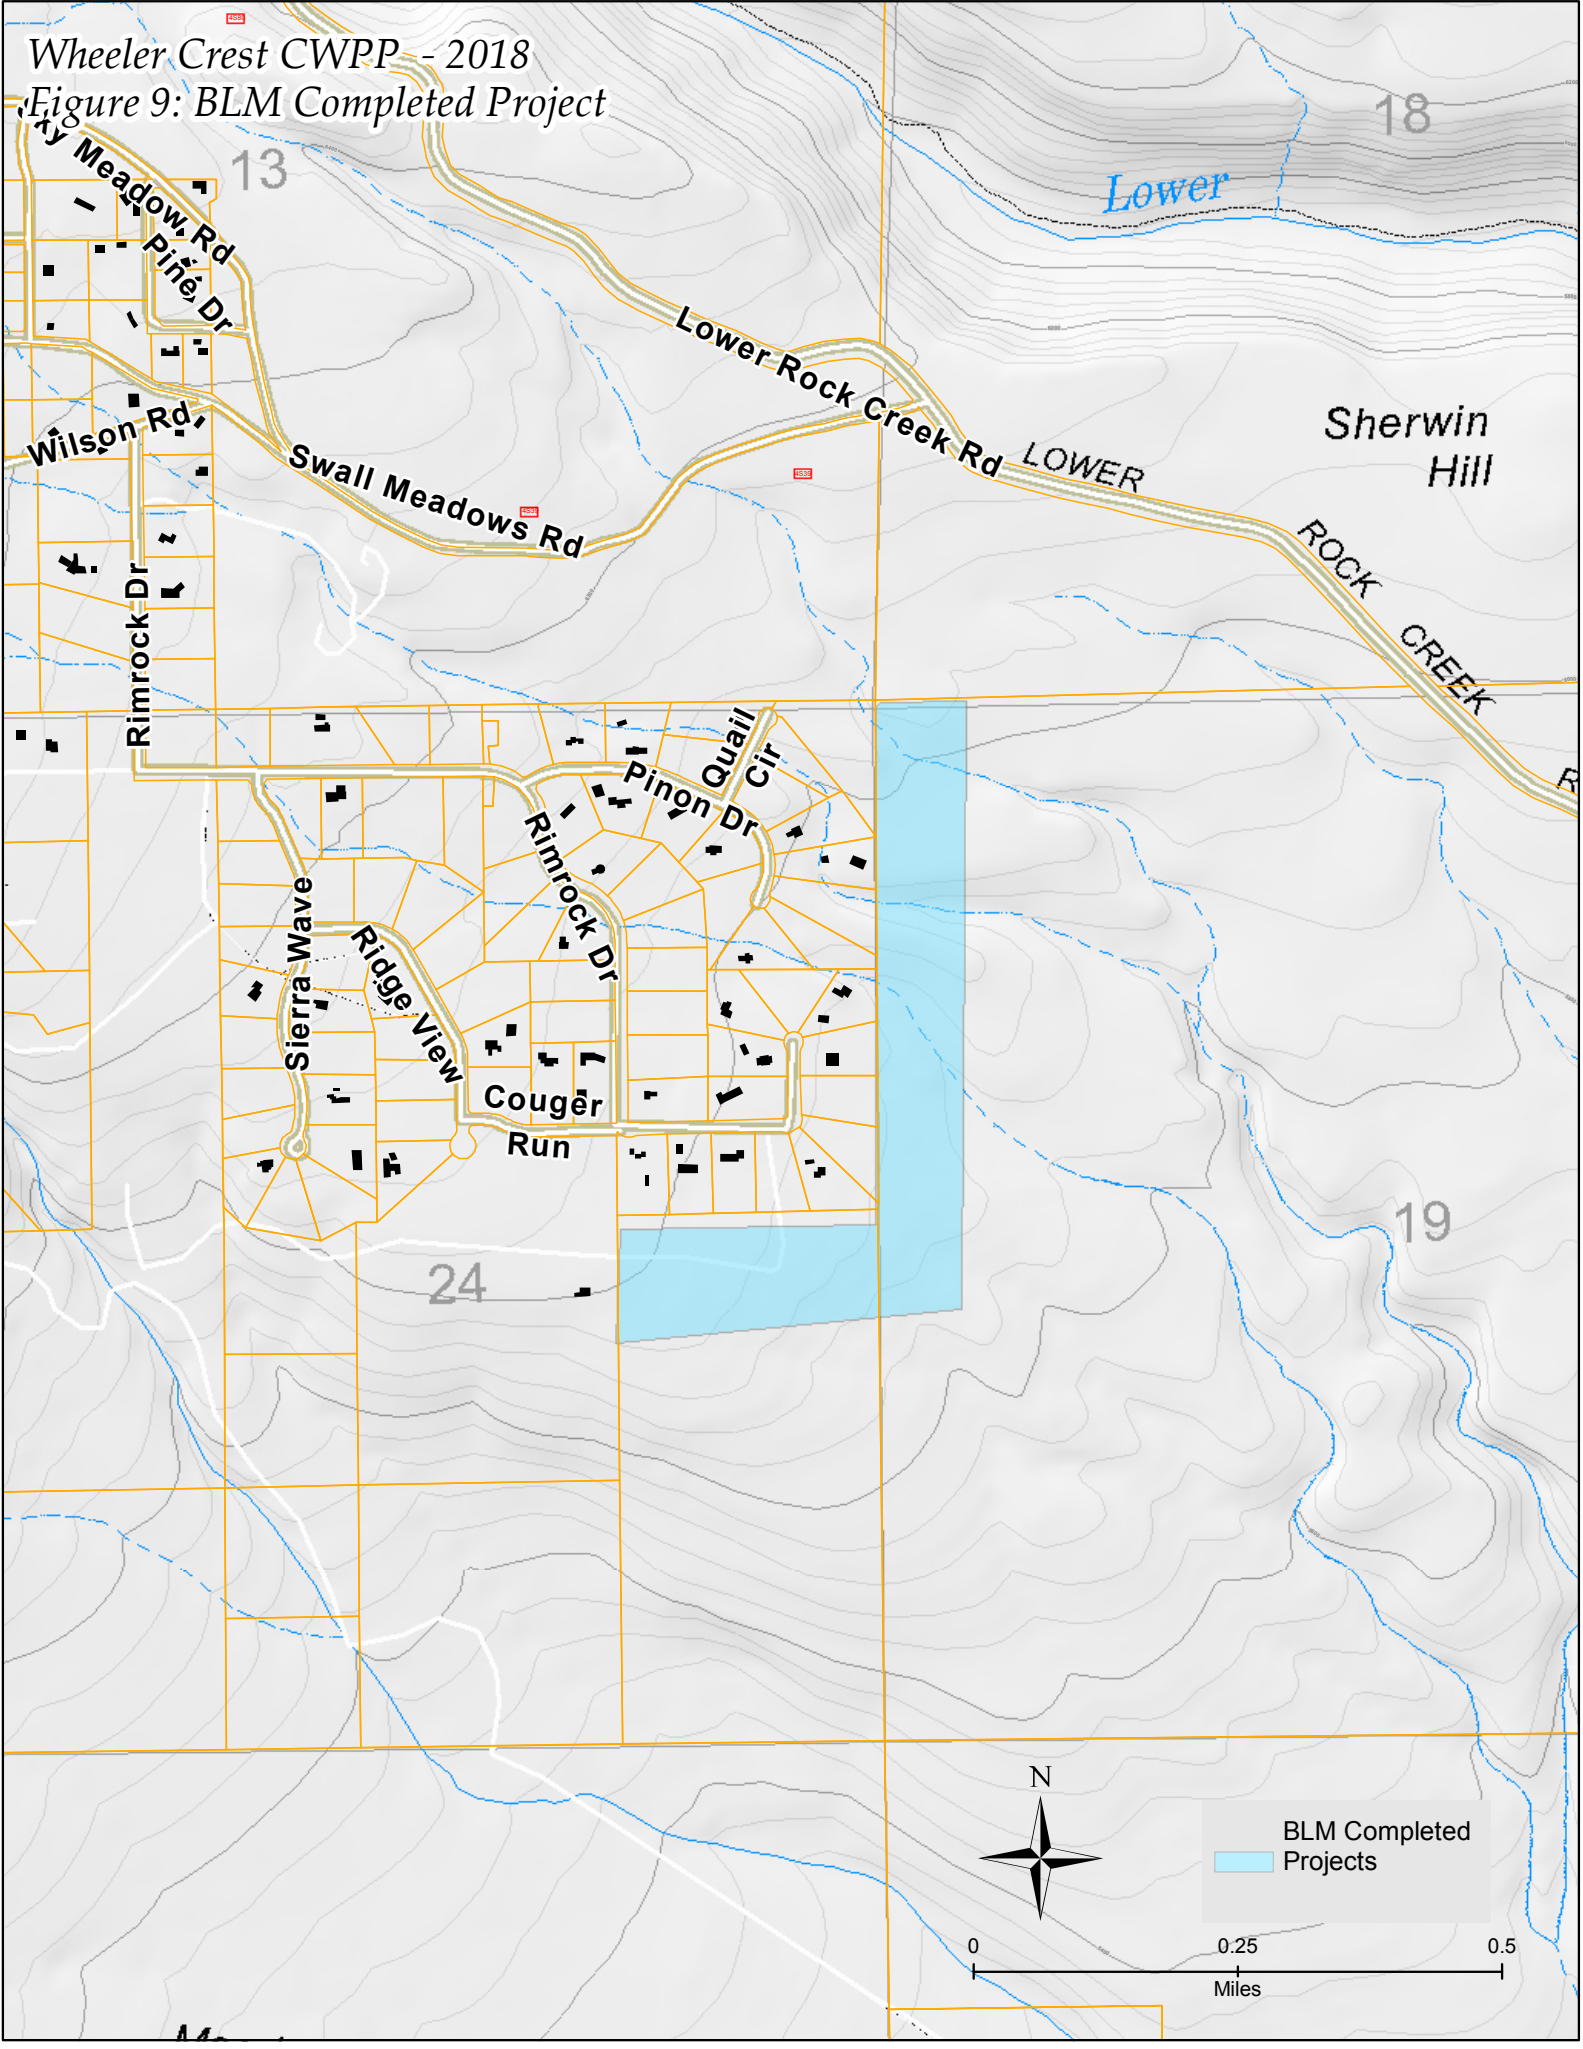 Wheeler Crest CWPP - 2018
Figure 9: BLM Completed Project
18
13
Lower
ky Meadow Rd
Pine Dr
Lower Rock Creek Rd
Sherwin
Hill
Wilson Rd
LOWER
ROCK
CREEK
R
Swall Meadows Rd
4S39
Rimrock Dr
Quail
Cir
Pinon Dr
Rimrock Dr
Sierra Wave
Ridge View
Couger
Run
24
19
N
BLM Completed
Projects
0
0.25
0.5
Miles